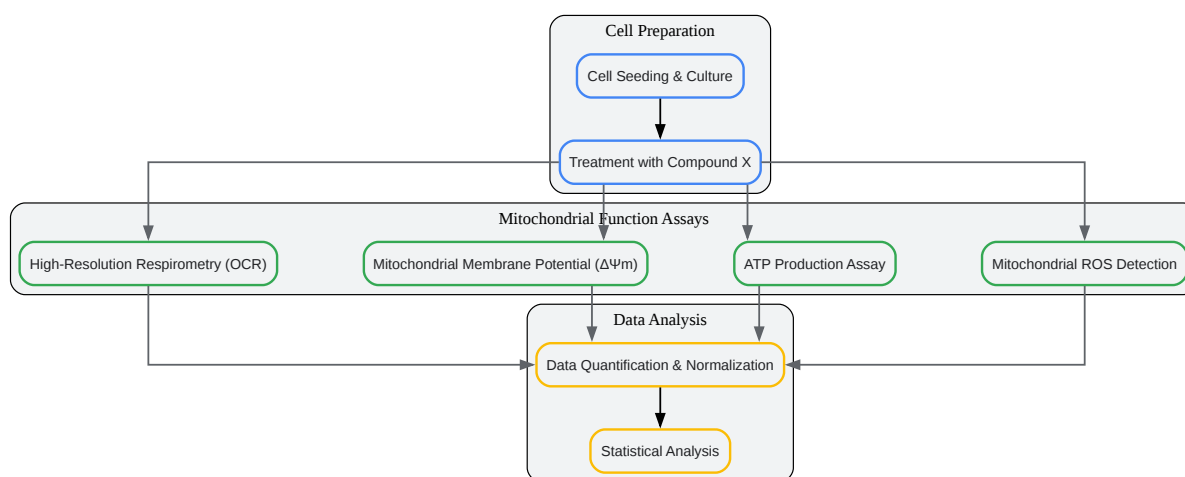 Cell Preparation
Cell Seeding & Culture
Treatment with Compound X
Mitochondrial Function Assays
High-Resolution Respirometry (OCR)
Mitochondrial Membrane Potential (ΔΨm)
ATP Production Assay
Mitochondrial ROS Detection
Data Analysis
Data Quantification & Normalization
Statistical Analysis